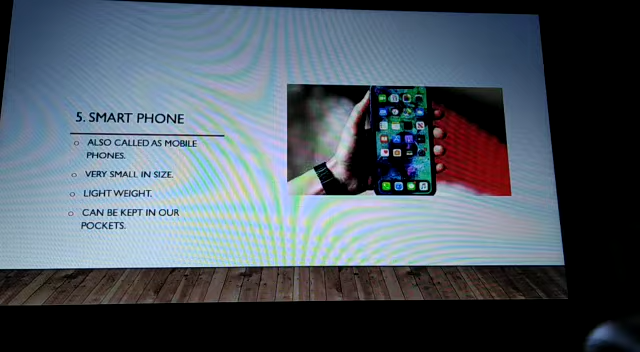 5. SMART PHONE
ALSO CALLED AS MOBILE
PHONES.
VERY SMALL IN SIZE.
LIGHT WEIGHT.
CAN BE KEPT IN OUR
POCKETS.